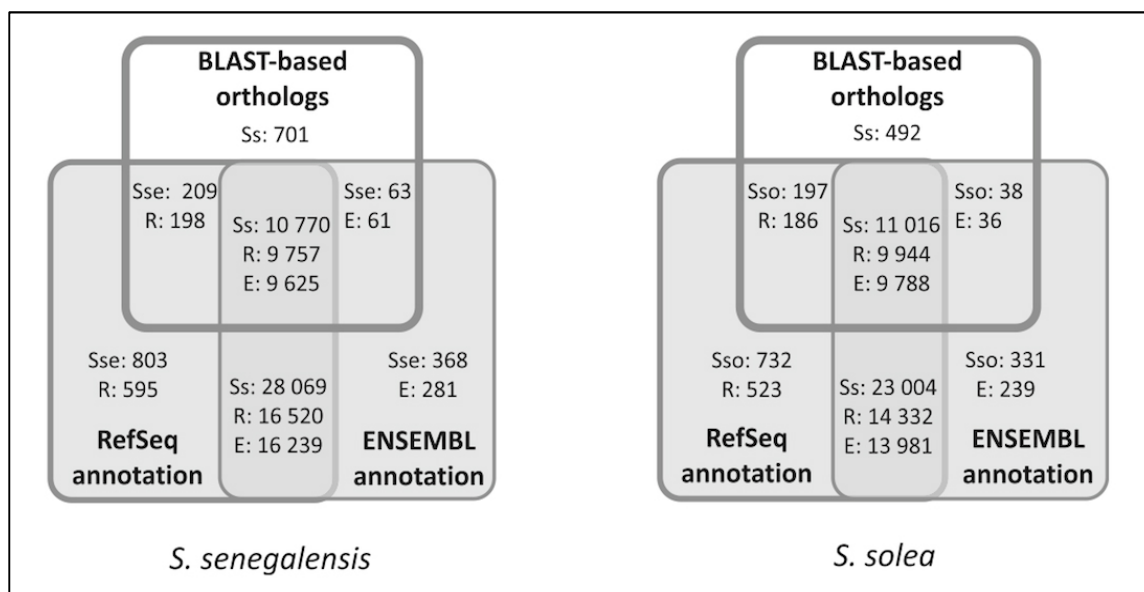 BLAST-based
orthologs
Ss: 701
Sse: 209
R: 198
Ss: 10 770
R: 9 757
E: 9 625
Sse: 63
E: 61
Sse: 803
R: 595
Ss: 28 069
R: 16 520
E: 16 239
Sse: 368
E: 281
RefSeq
annotation
ENSEMBL
annotation
S. senegalensis
BLAST-based
orthologs
Ss: 492
Sso: 197
R: 186
Ss: 11 016
R: 9 944
E: 9 788
Sso: 38
E: 36
Sso: 732
R: 523
Ss: 23 004
R: 14 332
E: 13 981
Sso: 331
E: 239
RefSeq
annotation
ENSEMBL
annotation
S. solea